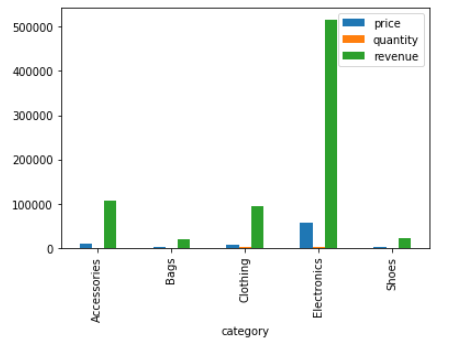 500000
400000
300000
200000
100000
0
price
quantity
revenue
Accessories
Bags
Clothing
Electronics
Shoes
category